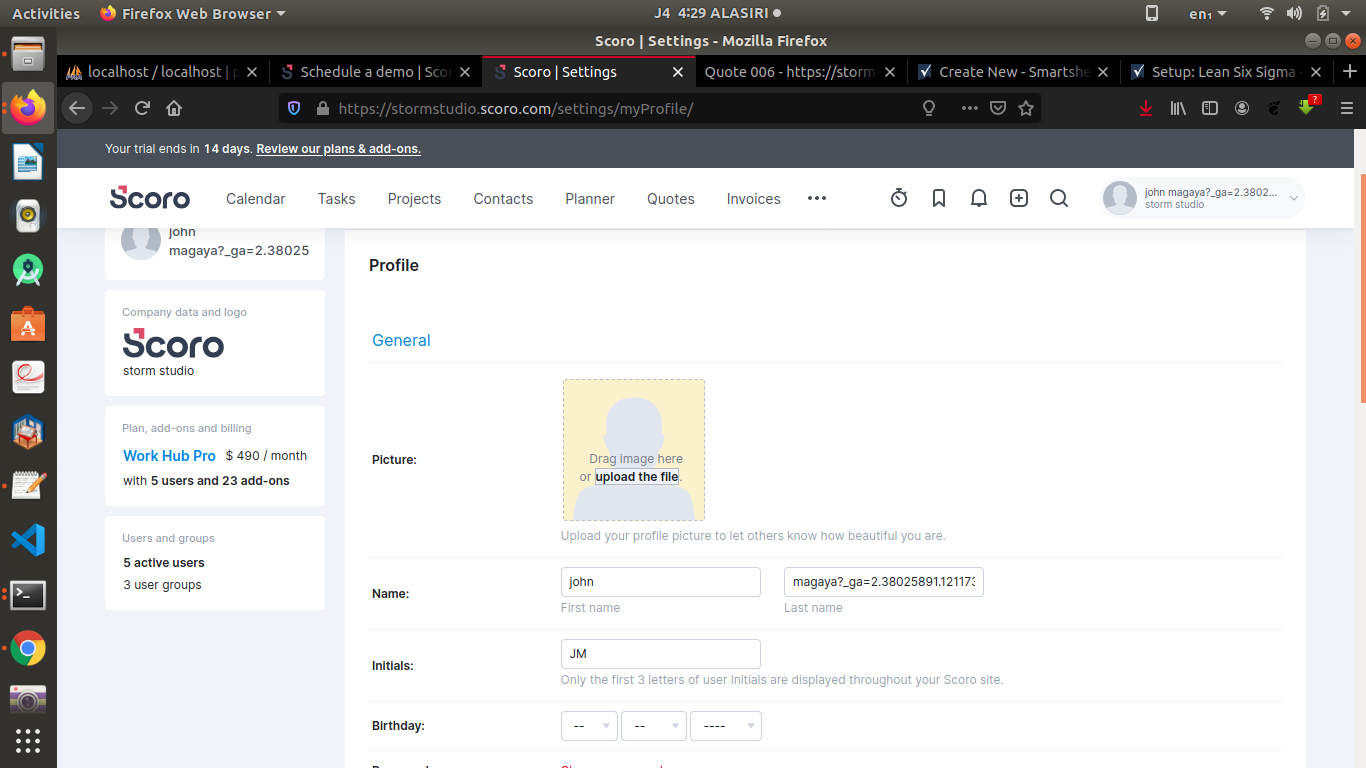 Activities
Firefox Web Browser
J4 4:29 ALASIRI
en₁
Scoro | Settings - Mozilla Firefox
localhost / localhost | p
Schedule a demo | Scor
Scoro | Settings
Quote 006 - https://storm
Create New - Smartshe
Setup: Lean Six Sigma -
https://stormstudio.scoro.com/settings/myProfile/
?
Your trial ends in 14 days. Review our plans & add-ons.
Scoro
Calendar
Tasks
Projects
Contacts
Planner
Quotes
Invoices
john magaya?_ga=2.3802...
storm studio
john
magaya?_ga=2.38025
Company data and logo
Scoro
storm studio
Plan, add-ons and billing
Work Hub Pro $ 490 / month
with 5 users and 23 add-ons
Users and groups
5 active users
3 user groups
Profile
General
Picture:
Drag image here
or upload the file.
Upload your profile picture to let others know how beautiful you are.
Name:
john
magaya?_ga=2.38025891.121173
First name
Last name
Initials:
JM
Only the first 3 letters of user initials are displayed throughout your Scoro site.
Birthday:
-- -- ----